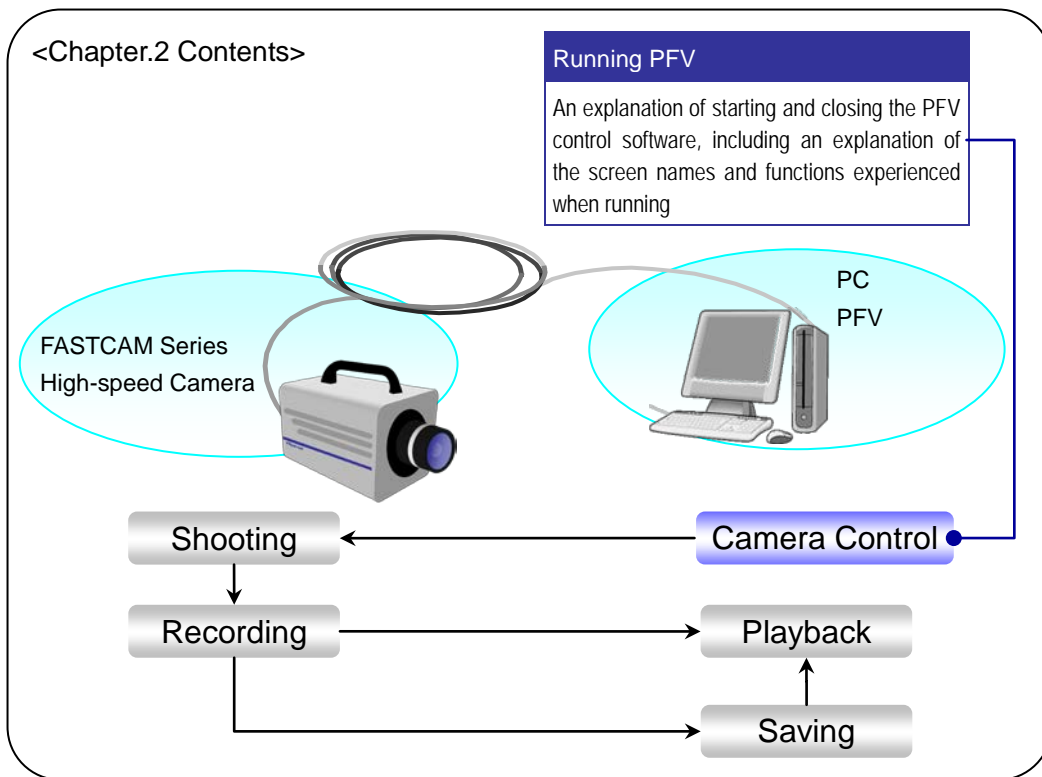 <Chapter.2 Contents>
Running PFV
An explanation of starting and closing the PFV
control software, including an explanation of
the screen names and functions experienced
when running
PC
PFV
FASTCAM Series
High-speed Camera
Shooting
Camera Control
Recording
Playback
Saving